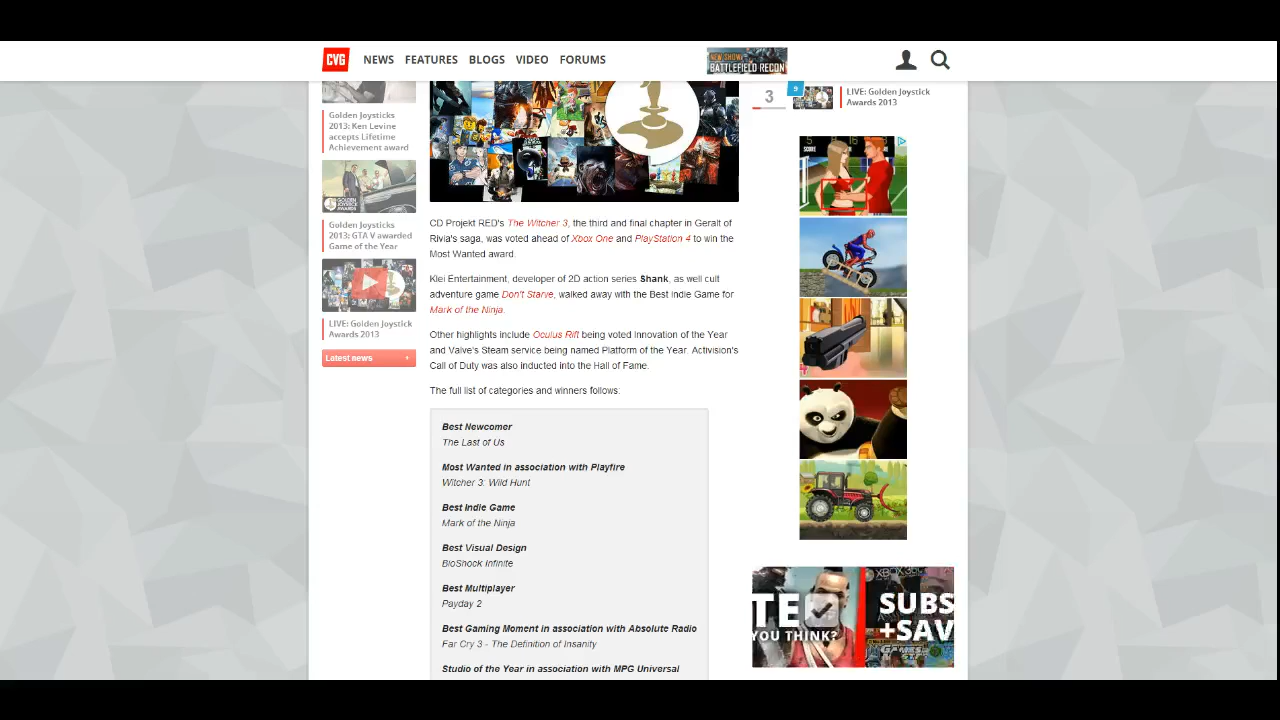 CVG NEWS FEATURES BLOGS VIDEO FORUMS
NEW SHOW!
BATTLEFIELD RECON
Golden Joysticks
2013: Ken Levine
accepts Lifetime
Achievement award
GOLDEN
JOYSTICK
AWARDS
Golden Joysticks
2013: GTA V awarded
Game of the Year
LIVE: Golden Joystick
Awards 2013
Latest news
CD Projekt RED's The Witcher 3, the third and final chapter in Geralt of
Rivia's saga, was voted ahead of Xbox One and PlayStation 4 to win the
Most Wanted award.
Klei Entertainment, developer of 2D action series Shank, as well cult
adventure game Don't Starve, walked away with the Best Indie Game for
Mark of the Ninja.
Other highlights include Oculus Rift being voted Innovation of the Year
and Valve's Steam service being named Platform of the Year. Activision's
Call of Duty was also inducted into the Hall of Fame.
The full list of categories and winners follows:
Best Newcomer
The Last of Us
Most Wanted in association with Playfire
Witcher 3: Wild Hunt
Best Indie Game
Mark of the Ninja
Best Visual Design
BioShock Infinite
Best Multiplayer
Payday 2
Best Gaming Moment in association with Absolute Radio
Far Cry 3 - The Definition of Insanity
Studio of the Year in association with MPG Universal
3
9
LIVE: Golden Joystick
Awards 2013
SCORE
TE
YOU THINK?
XBOX 360
SUBS
+SAV